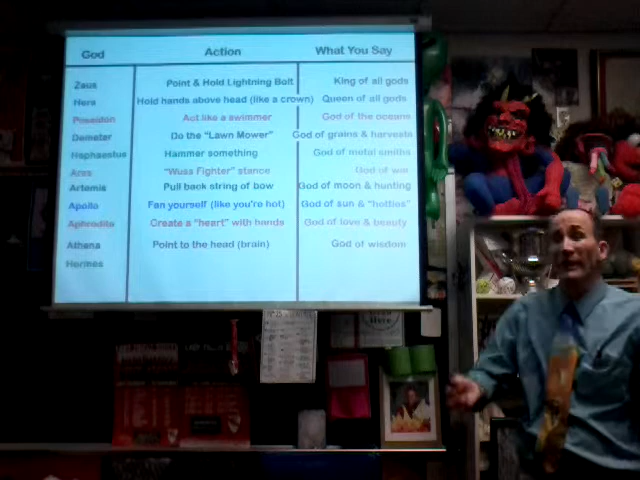 God Action What You Say
Zeus Point & Hold Lightning Bolt King of all gods
Hera Hold hands above head (like a crown) Queen of all gods
Poseidon Act like a swimmer God of the oceans
Demeter Do the "Lawn Mower" God of grains & harvests
Hephaestus Hammer something God of metal smiths
Ares "Wuss Fighter" stance God of war
Artemis Pull back string of bow God of moon & hunting
Apollo Fan yourself (like you're hot) God of sun & "hotties"
Aphrodite Create a "heart" with hands God of love & beauty
Athena Point to the head (brain) God of wisdom
Hermes